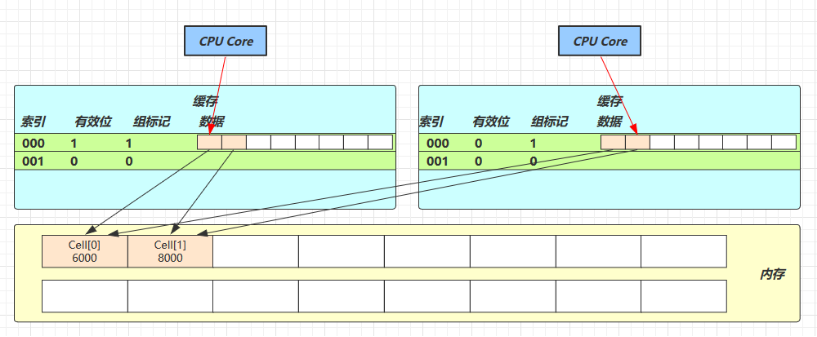 CPU Core
CPU Core
缓存
索引 有效位 组标记 数据
000 1 1
001 0 0
缓存
索引 有效位 组标记 数据
000 0 1
001 0 0
Cell[0] Cell[1]
6000 8000
内存